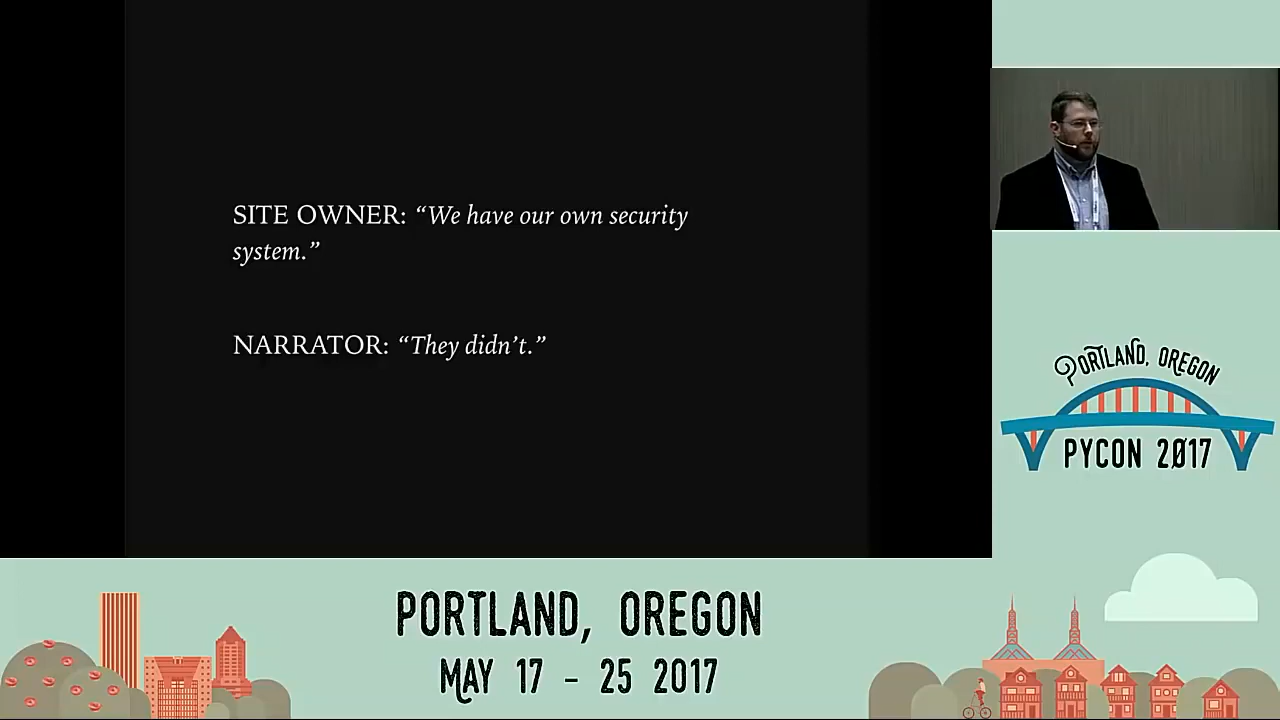 SITE OWNER: “We have our own security
system.”
NARRATOR: “They didn’t.”
PORTLAND, OREGON
PYCON 2017
PORTLAND, OREGON
MAY 17 - 25 2017